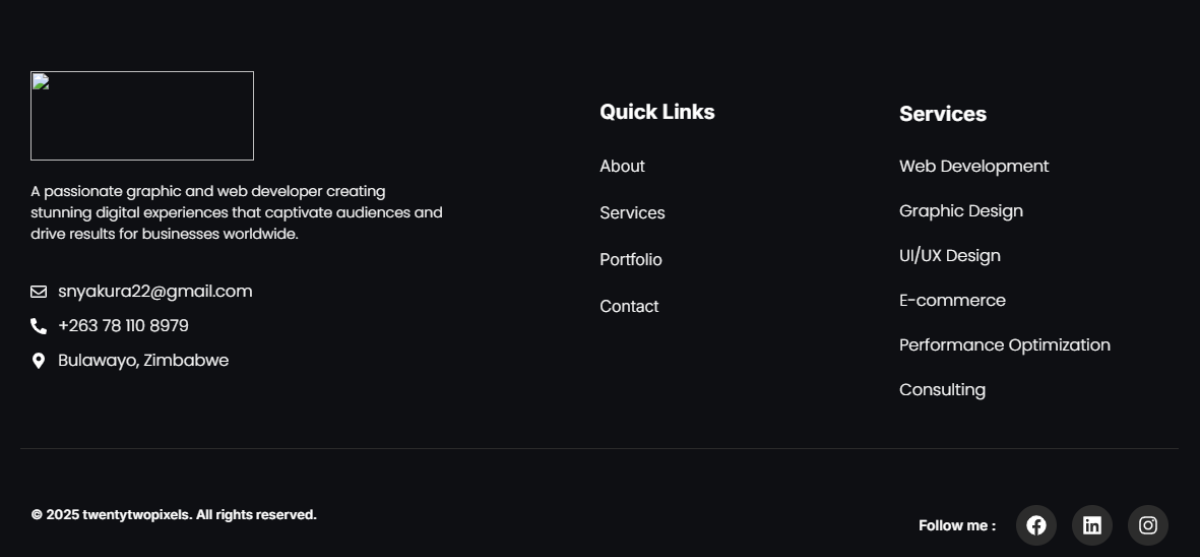 A passionate graphic and web developer creating
stunning digital experiences that captivate audiences and
drive results for businesses worldwide.
snyakura22@gmail.com
+263 78 110 8979
Bulawayo, Zimbabwe
Quick Links
About
Services
Portfolio
Contact
Services
Web Development
Graphic Design
UI/UX Design
E-commerce
Performance Optimization
Consulting
© 2025 twentytwopixels. All rights reserved.
Follow me :